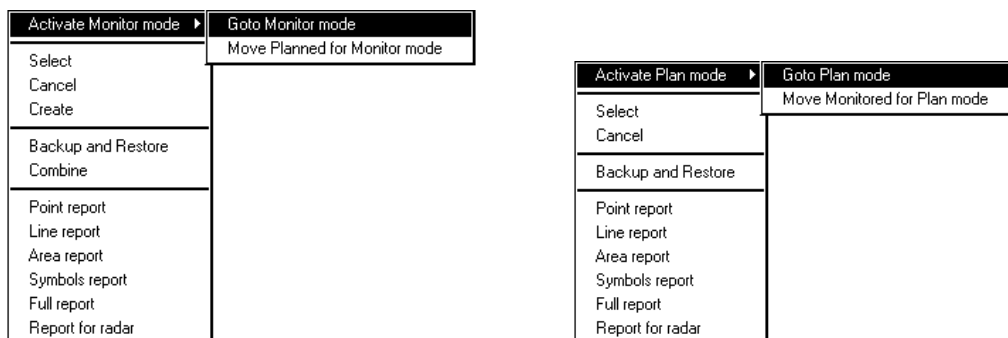 Activate Monitor mode
Goto Monitor mode
Move Planned for Monitor mode
Select
Cancel
Create
Backup and Restore
Combine
Point report
Line report
Area report
Symbols report
Full report
Report for radar
Activate Plan mode
Goto Plan mode
Move Monitored for Plan mode
Select
Cancel
Backup and Restore
Point report
Line report
Area report
Symbols report
Full report
Report for radar